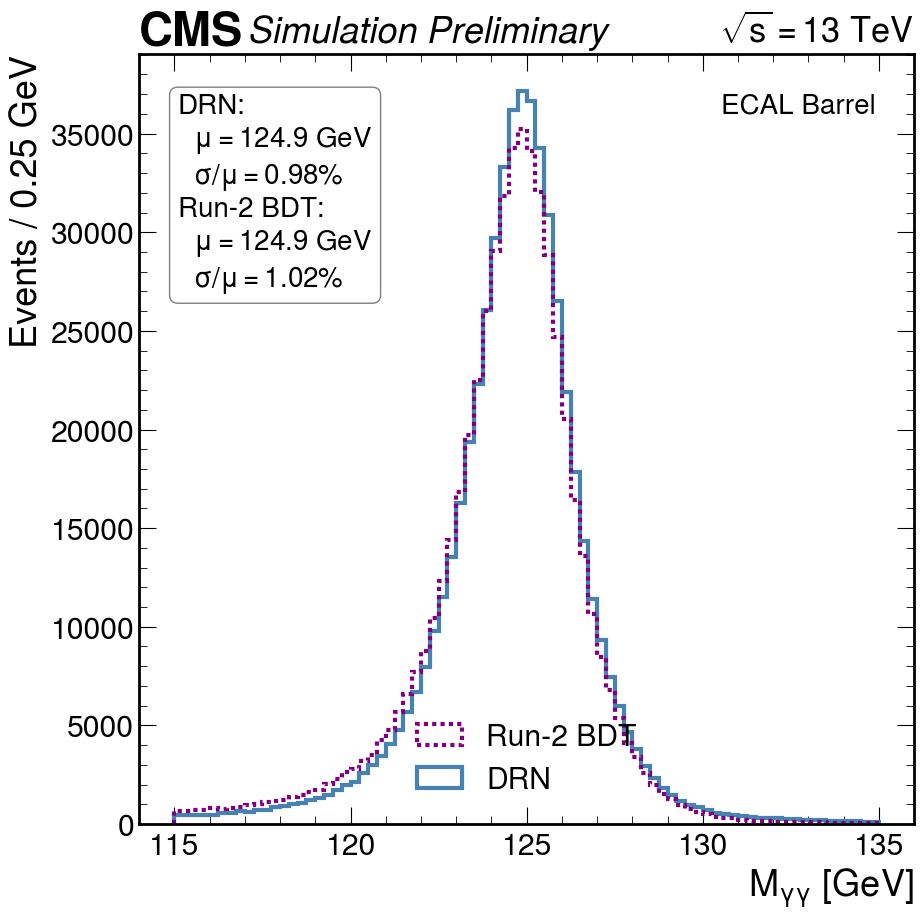 CMS Simulation Preliminary √s = 13 TeV
Events / 0.25 GeV
DRN:
μ = 124.9 GeV
σ/μ = 0.98%
Run-2 BDT:
μ = 124.9 GeV
σ/μ = 1.02%
ECAL Barrel
35000
30000
25000
20000
15000
10000
5000
0
Run-2 BDT
DRN
115 120 125 130 135
Mγγ [GeV]